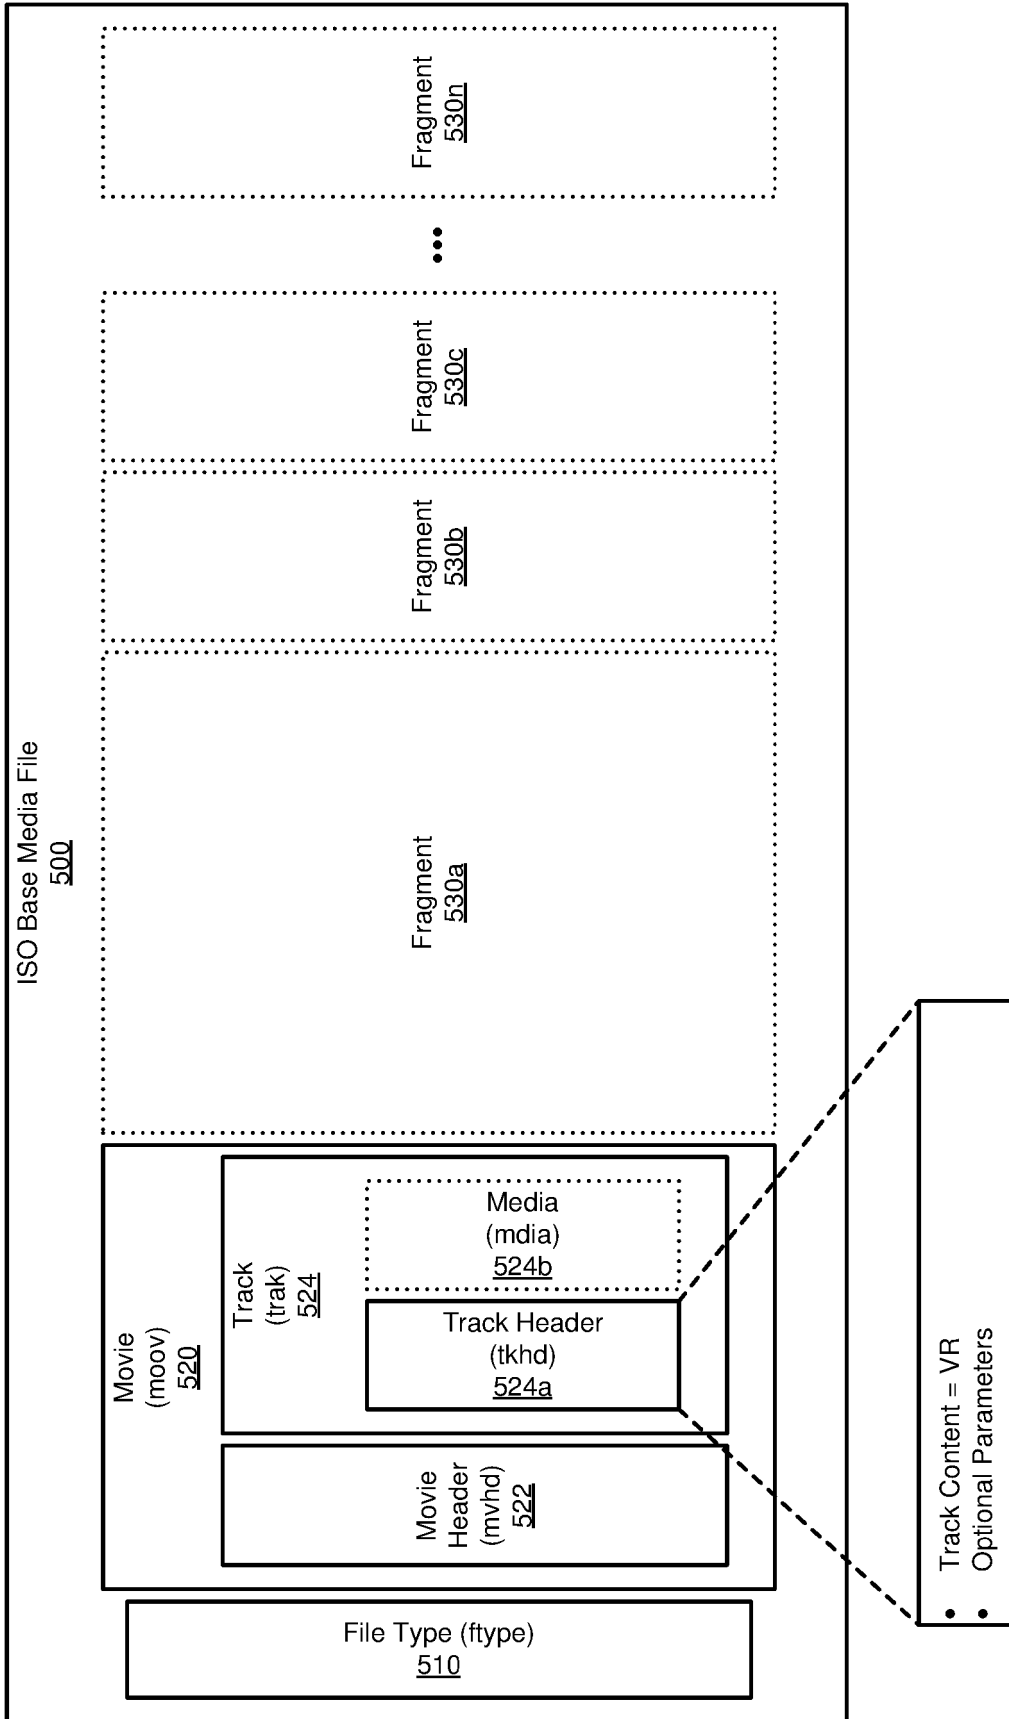 ISO Base Media File
500
File Type (ftype)
510
Movie
(moov)
520
Movie
Header
(mvhd)
522
Track
(trak)
524
Track Header
(tkhd)
524a
Media
(mdia)
524b
Fragment
530a
Fragment
530b
Fragment
530c
•••
Fragment
530n
• Track Content = VR
• Optional Parameters